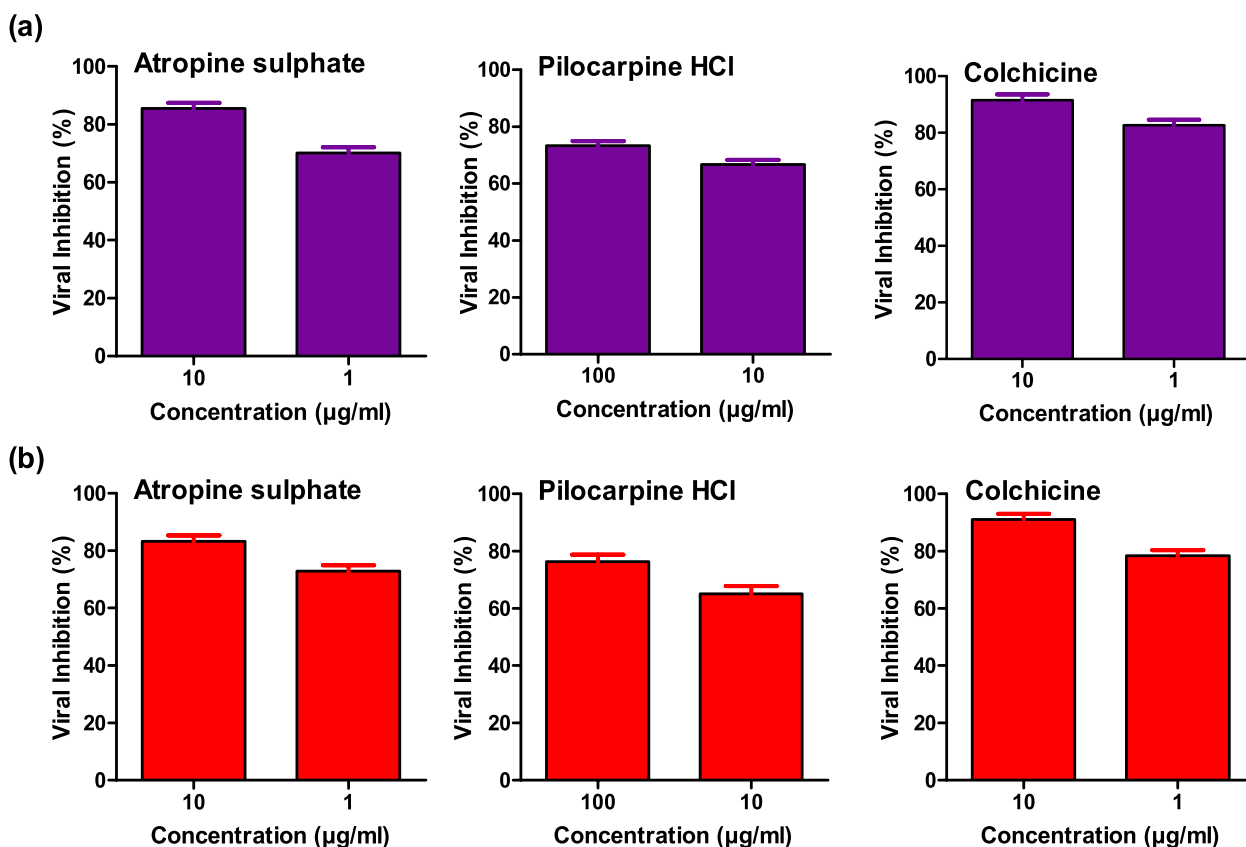 (a)
Atropine sulphate
Viral Inhibition (%)
100
80
60
40
20
0
10 1
Concentration (µg/ml)
Pilocarpine HCl
Viral Inhibition (%)
100
80
60
40
20
0
100 10
Concentration (µg/ml)
Colchicine
Viral Inhibition (%)
100
80
60
40
20
0
10 1
Concentration (µg/ml)
(b)
Atropine sulphate
Viral Inhibition (%)
100
80
60
40
20
0
10 1
Concentration (µg/ml)
Pilocarpine HCl
Viral Inhibition (%)
100
80
60
40
20
0
100 10
Concentration (µg/ml)
Colchicine
Viral Inhibition (%)
100
80
60
40
20
0
10 1
Concentration (µg/ml)